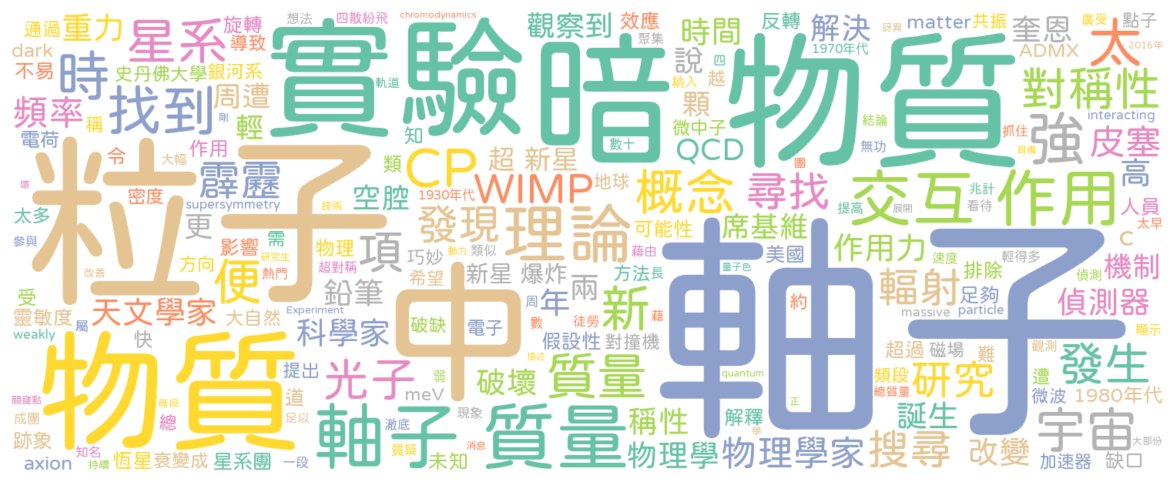 想法 四散紛飛 chromodynamics
通過 重力 星系 旋轉 導致
dark 不易 時 史丹佛大學 銀河系
找到 周遭 頻率 輕
實驗 軌道 知
觀察到 效應 聚集 時間 說 四 越 顆
反轉 1970年代 解決 納入 微中子
matter 共振 奎恩 ADMX 廣受 點子 2016年
訝異 太 對稱性 interacting
暗 數十 物質 QCD 結論 無功 抓住 具備
強 皮塞
電荷 稱 作用 令 大幅 密度
壞 supersymmetry 霹靂 類 空腔 1930年代
粒子 CP 超 新星 WIMP 地球 團
概念 尋找 交互 作用 兆計 看待 提高 展開
高 人員 太早
太多 參與 更 影響 需 物理 技術
發現 理論 席基維 可能性
項 巧妙 動力 類似 希望 新星 爆炸 藉由 美國 作用力
方向 研究生 超對稱 熱門 方法 長
量子色 速度 輕得多 排除 C 機制
受 改善 便 鉛筆 兩 年
天文學家 靈敏度 大自然
輻射 足夠 偵測 偵測器
屬 Experiment 中 周 數 徒勞 藉 新 約
massive particle 顯示
weakly 快 科學家 破缺 電子 假設性 對撞機
軸子 超過 磁場 難 觀測 遭 發生
物質 提出 光子 描述 破壞 質量 quantum
頻段 研究 微波 1980年代
關鍵點 階段 道 meV 弱 正 總質量
成團 總 足以 軸子 現象 質量 稱性 解釋 誕生 宇宙
跡象 知名 澈底 質疑 消息 學 大部份
axion 持續 恆星 衰變成 星系團 一段 未知 物理學 物理學家 搜尋 改變 加速器 缺口